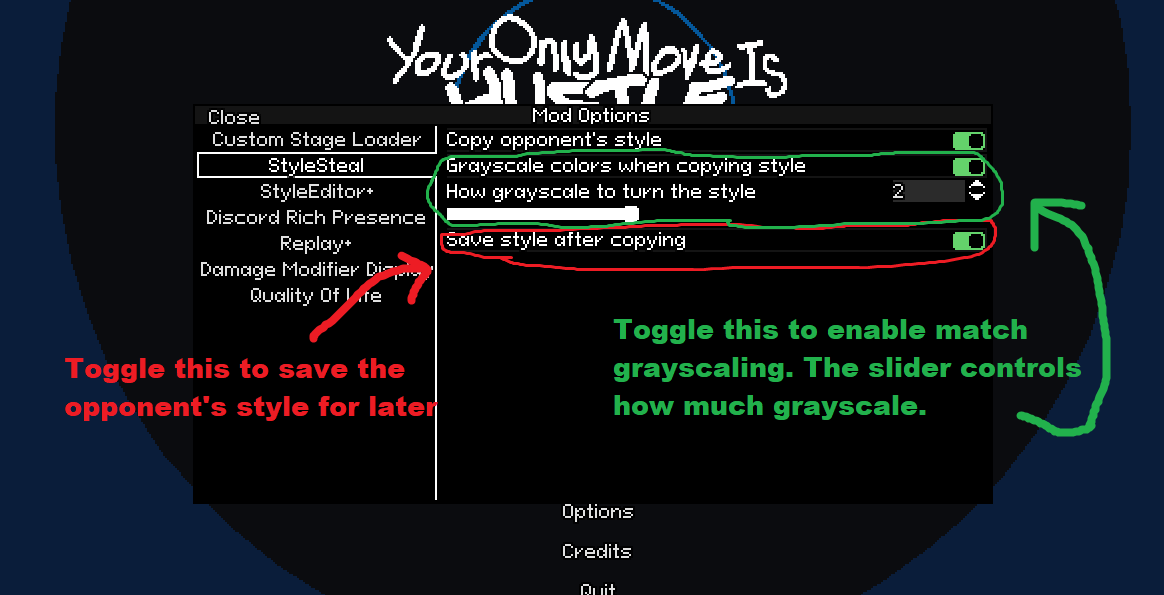 Your Only Move Is
HUSTLE
Close
Mod Options
Custom Stage Loader
StyleSteal
StyleEditor+
Discord Rich Presence
Replay+
Damage Modifier Display
Quality Of Life
Copy opponent's style
Grayscale colors when copying style
How grayscale to turn the style
2
Save style after copying
Toggle this to save the
opponent's style for later
Toggle this to enable match
grayscaling. The slider controls
how much grayscale.
Options
Credits
Quit